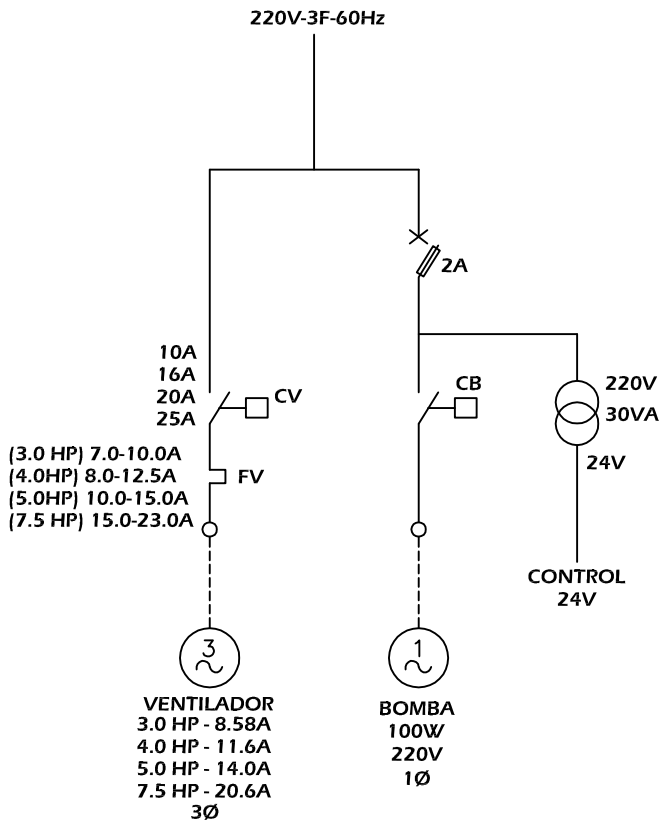 220V-3F-60Hz
2A
10A
16A
20A
25A
CV
CB
220V
30VA
24V
(3.0 HP) 7.0-10.0A
(4.0HP) 8.0-12.5A
(5.0HP) 10.0-15.0A
(7.5 HP) 15.0-23.0A
FV
CONTROL
24V
3
VENTILADOR
3.0 HP - 8.58A
4.0 HP - 11.6A
5.0 HP - 14.0A
7.5 HP - 20.6A
3Ø
1
BOMBA
100W
220V
1Ø